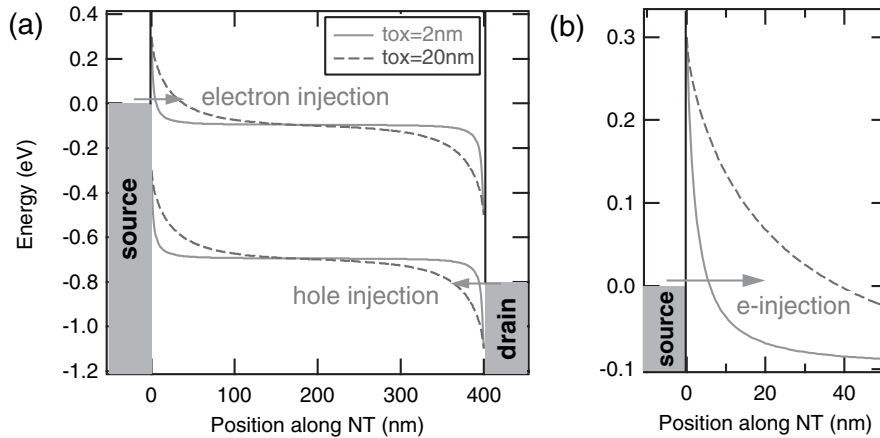 (a)
tox=2nm
tox=20nm
electron injection
hole injection
source
drain
Energy (eV)
0.4
0.2
0.0
-0.2
-0.4
-0.6
-0.8
-1.0
-1.2
0
100
200
300
400
Position along NT (nm)
(b)
0.3
0.2
0.1
0.0
-0.1
source
e-injection
0
20
40
Position along NT (nm)